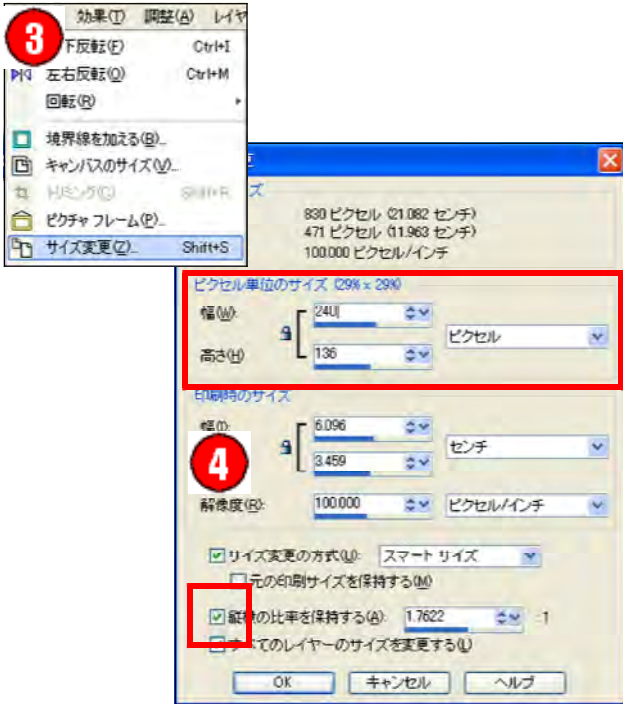 効果(T) 調整(A) レイヤ
3
下反転(F) Ctrl+I
左右反転(O) Ctrl+M
回転(R)
境界線を加える(B)...
キャンバスのサイズ(V)...
トリミング(C) Shift+R
ピクチャ フレーム(P)...
サイズ変更(Z)... Shift+S
830 ピクセル (21.082 センチ)
471 ピクセル (11.963 センチ)
100.000 ピクセル/インチ
ピクセル単位のサイズ (29% x 29%)
幅(W): 240
ピクセル
高さ(H) 136
印刷時のサイズ
幅(I): 6.096
センチ
4
3.459
解像度(R): 100.000 ピクセル/インチ
リサイズ変更の方式(U): スマート リサイズ
元の印刷サイズを保持する(M)
縦横の比率を保持する(A): 1.7622 :1
すべてのレイヤーのサイズを変更する(L)
OK キャンセル ヘルプ